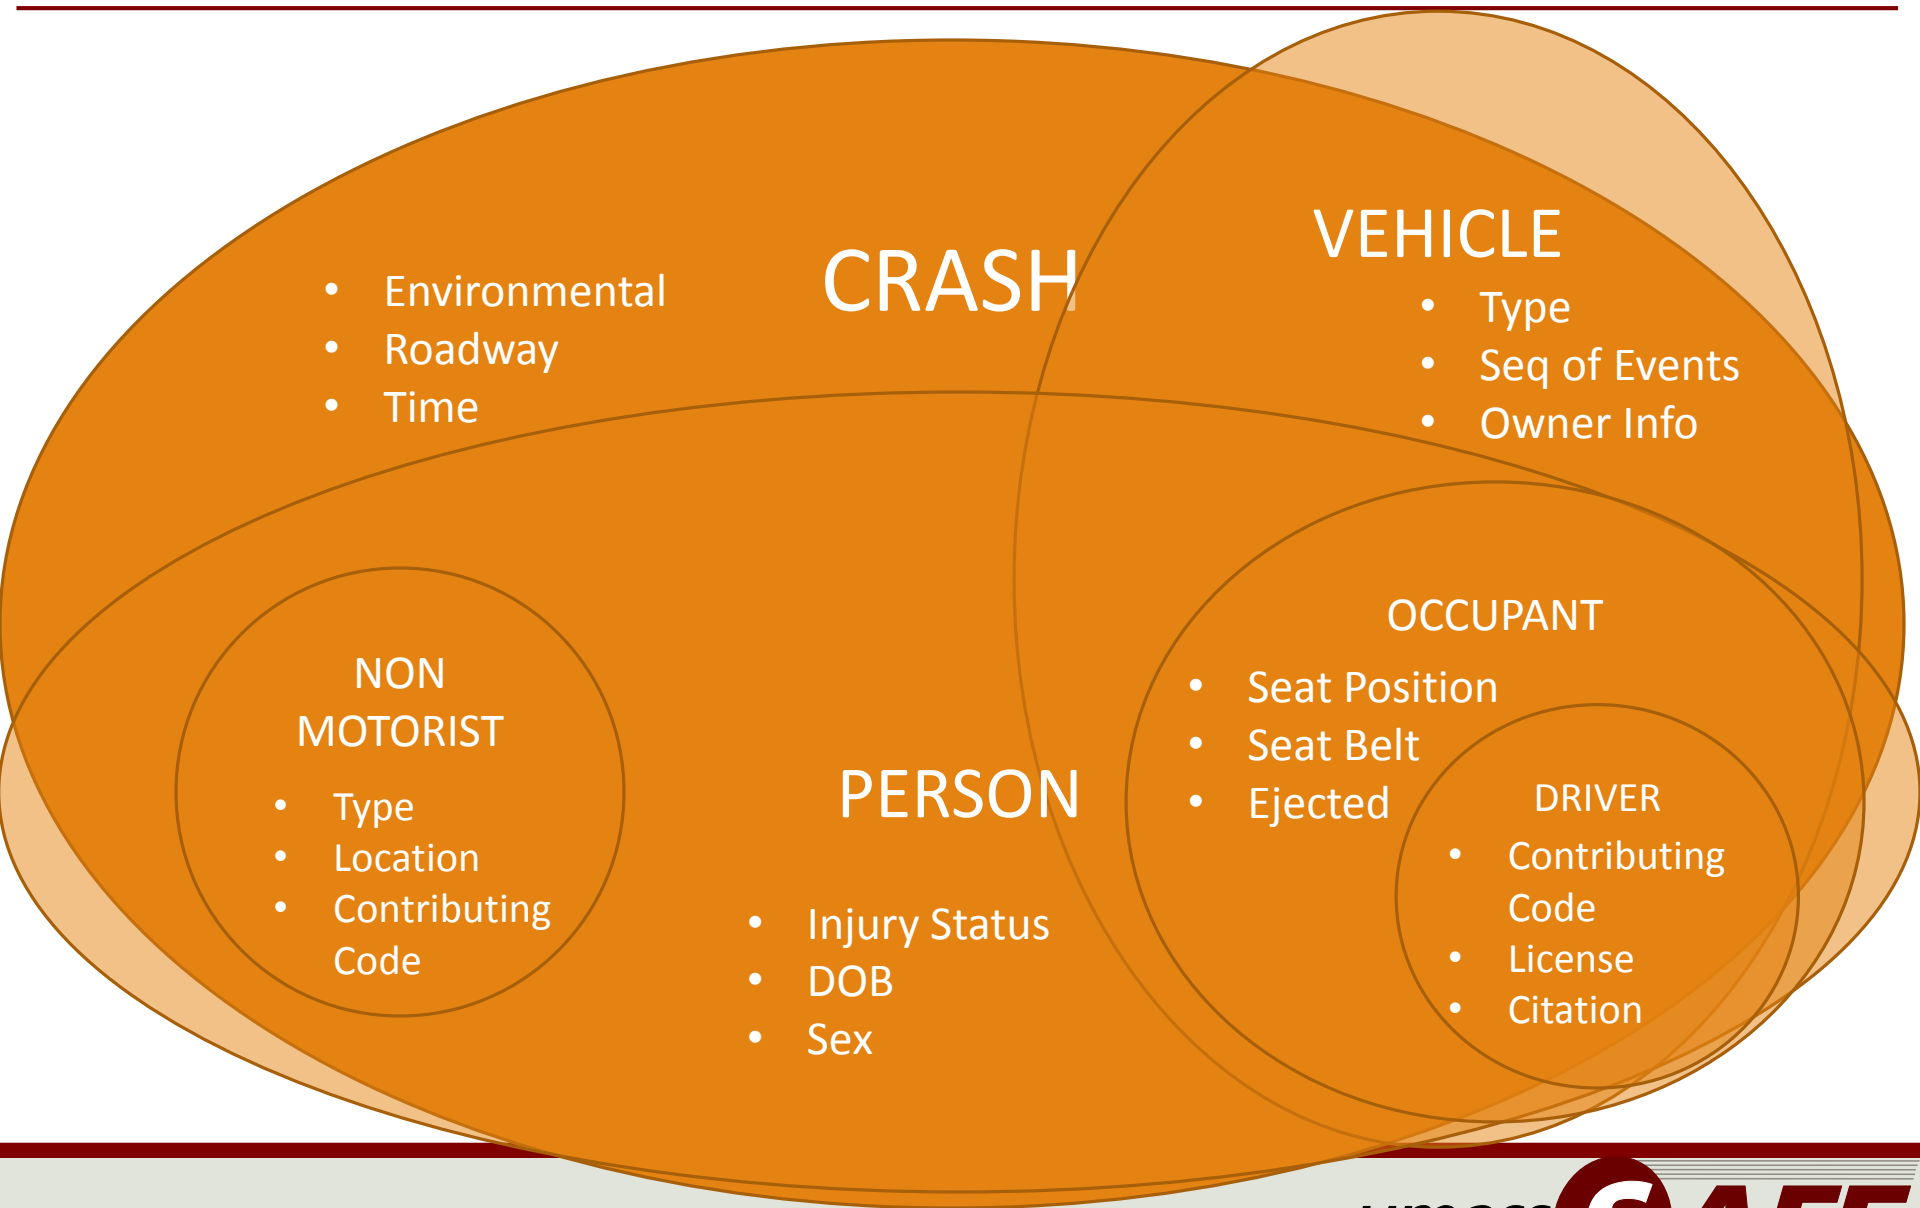 CRASH
• Environmental
• Roadway
• Time
VEHICLE
• Type
• Seq of Events
• Owner Info
NON
MOTORIST
• Type
• Location
• Contributing
Code
PERSON
• Injury Status
• DOB
• Sex
OCCUPANT
• Seat Position
• Seat Belt
• Ejected
DRIVER
• Contributing
Code
• License
• Citation
umassSAFE